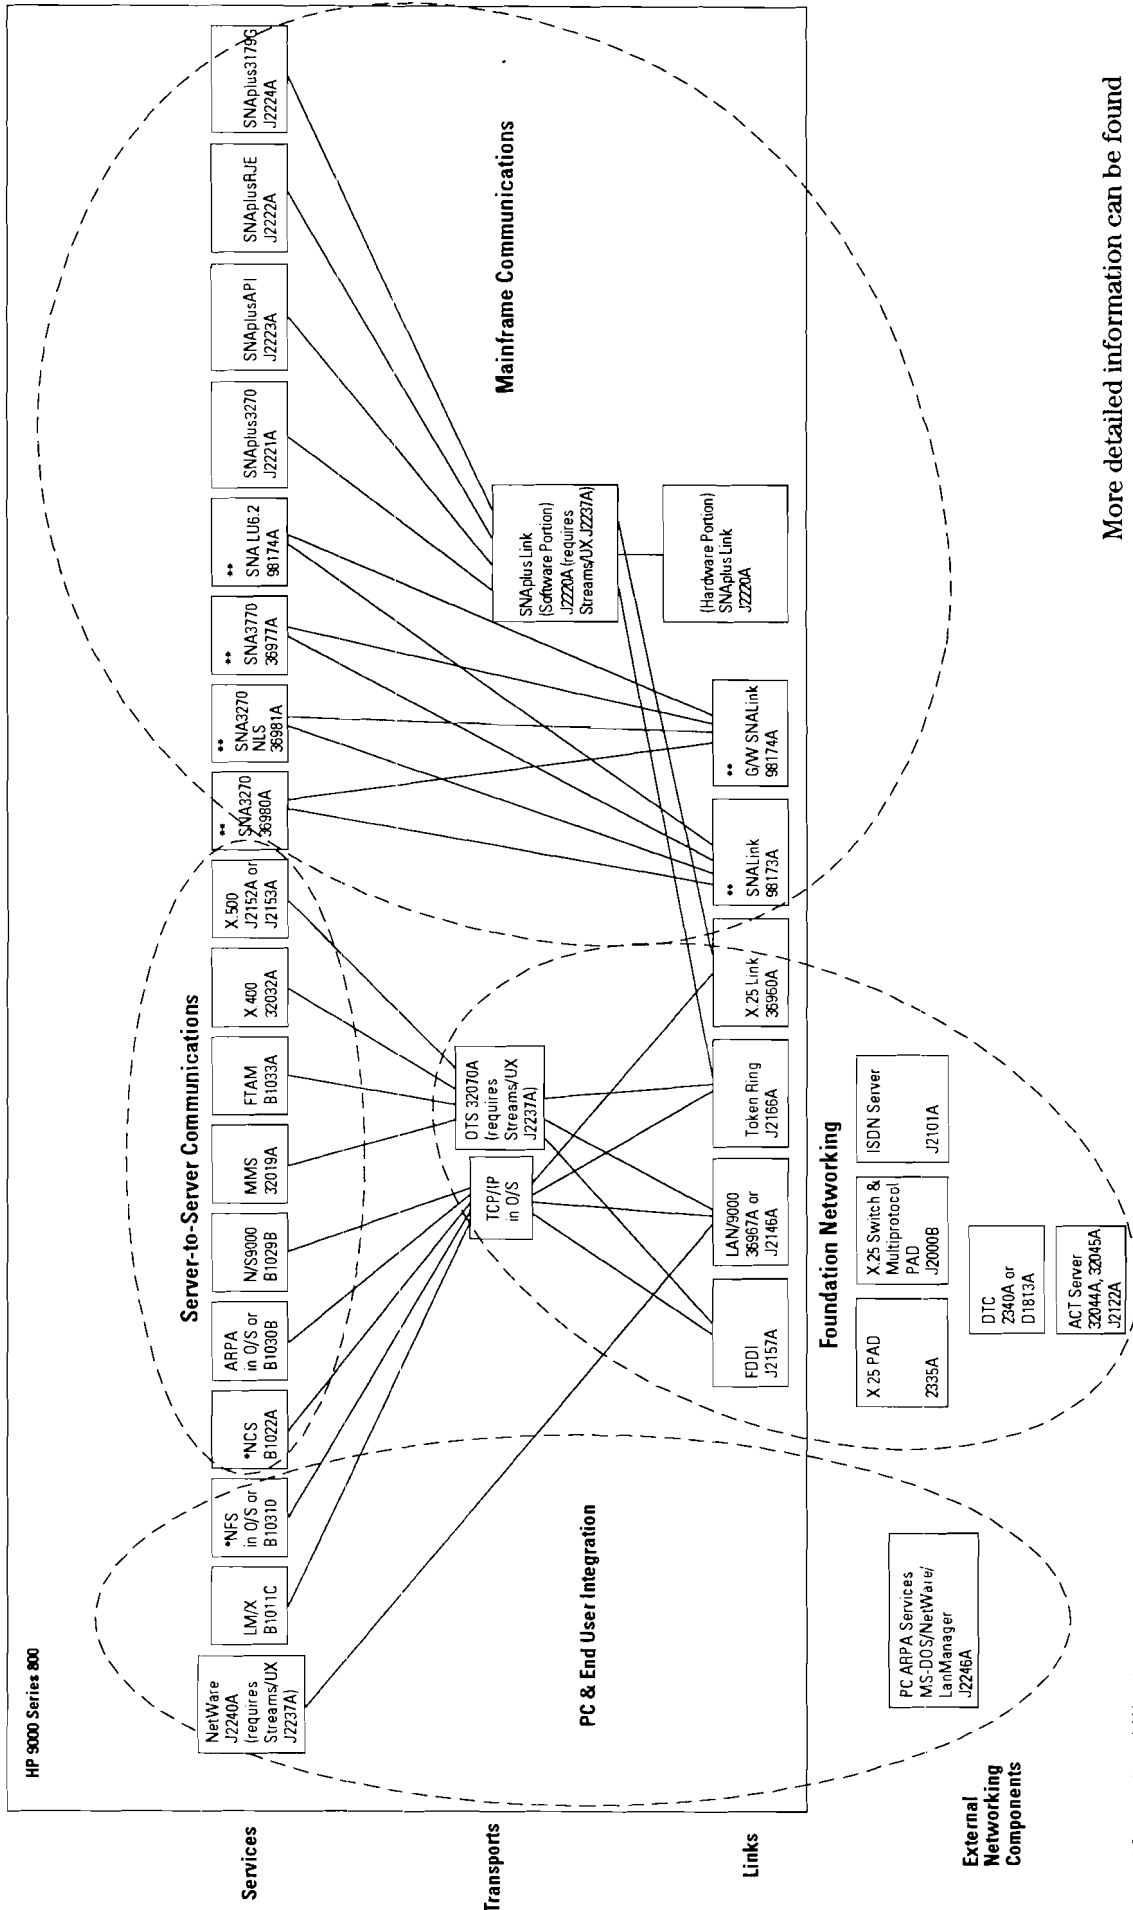 HP 9000 Series 800
Services
Transports
Links
External
Networking
Components
Server-to-Server Communications
Mainframe Communications
PC & End User Integration
Foundation Networking
NetWare
J2240A
(requires
Streams/UX
J2237A)
LM/X
B1011C
*NFS
in O/S or
B10310
*NCS
B1022A
ARPA
in O/S or
B1030B
N/S9000
B1029B
MMS
32019A
FTAM
B1033A
X.400
32032A
X.500
J2152A or
J2153A
**
SNA3270
36980A
**
SNA3270
NLS
36981A
**
SNA3770
36977A
**
SNA LU6.2
98174A
SNAplus3270
J2221A
SNAplusAPI
J2223A
SNAplusRJE
J2222A
SNAplus3179G
J2224A
TCP/IP
in O/S
OTS 32070A
(requires
Streams/UX
J2237A)
SNAplus Link
(Software Portion)
J2220A (requires
Streams/UX J2237A)
FDDI
J2157A
LAN/9000
36967A or
J2146A
Token Ring
J2166A
X.25 Link
36960A
**
SNALink
98173A
**
G/W SNALink
98174A
(Hardware Portion)
SNAplus Link
J2220A
PC ARPA Services
MS-DOS/NetWare/
LanManager
J2246A
X.25 PAD
2335A
X.25 Switch &
Multiprotocol
PAD
J2000B
ISDN Server
J2101A
DTC
2340A or
D1813A
ACT Server
32044A, 32045A
J2122A
More detailed information can be found